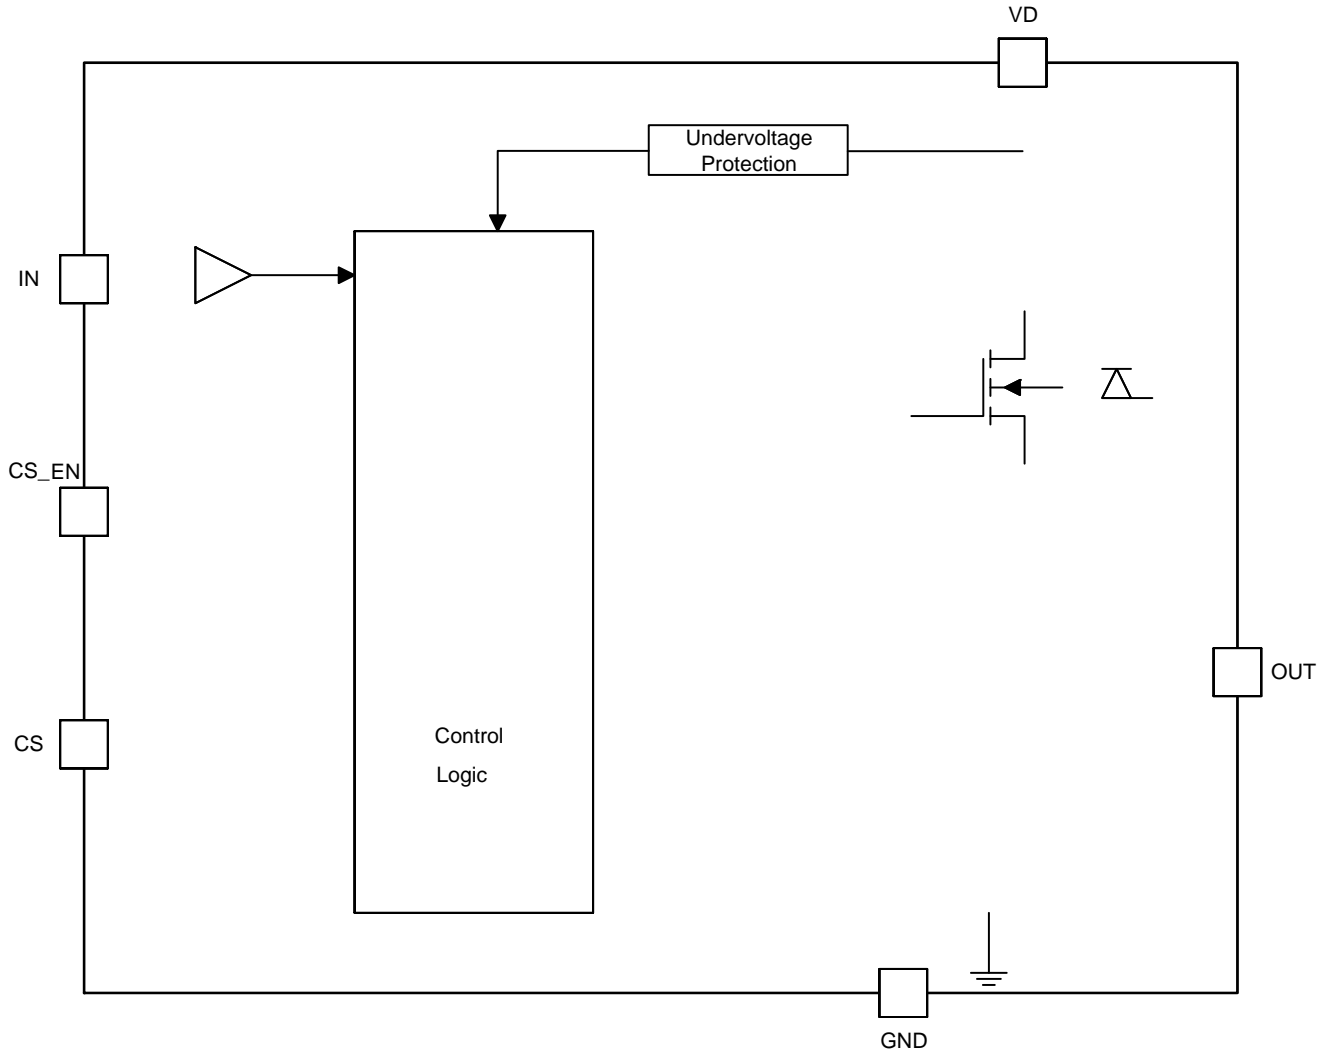 VD
Undervoltage
Protection
IN
CS_EN
Control
Logic
CS
OUT
GND